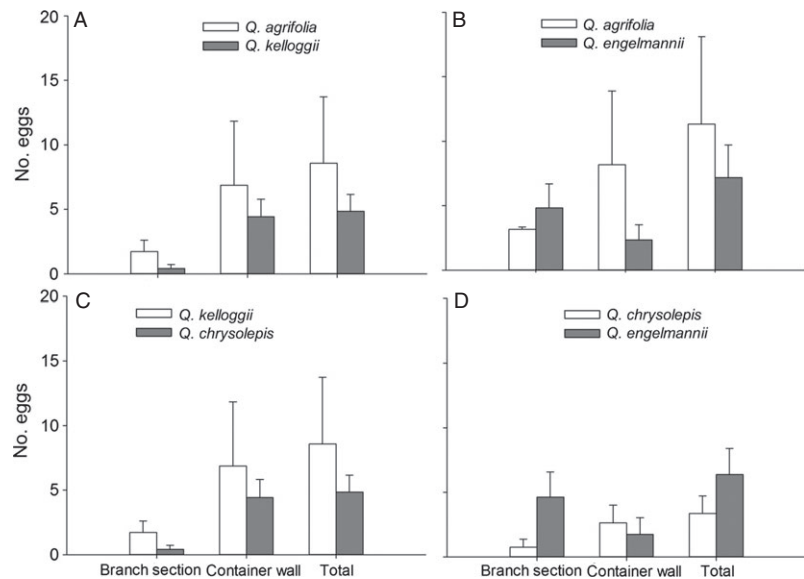 A
Q. agrifolia
Q. kelloggii
20
15
10
5
0
No. eggs
B
Q. agrifolia
Q. engelmannii
C
Q. kelloggii
Q. chrysolepis
20
15
10
5
0
No. eggs
Branch section Container wall Total
D
Q. chrysolepis
Q. engelmannii
Branch section Container wall Total